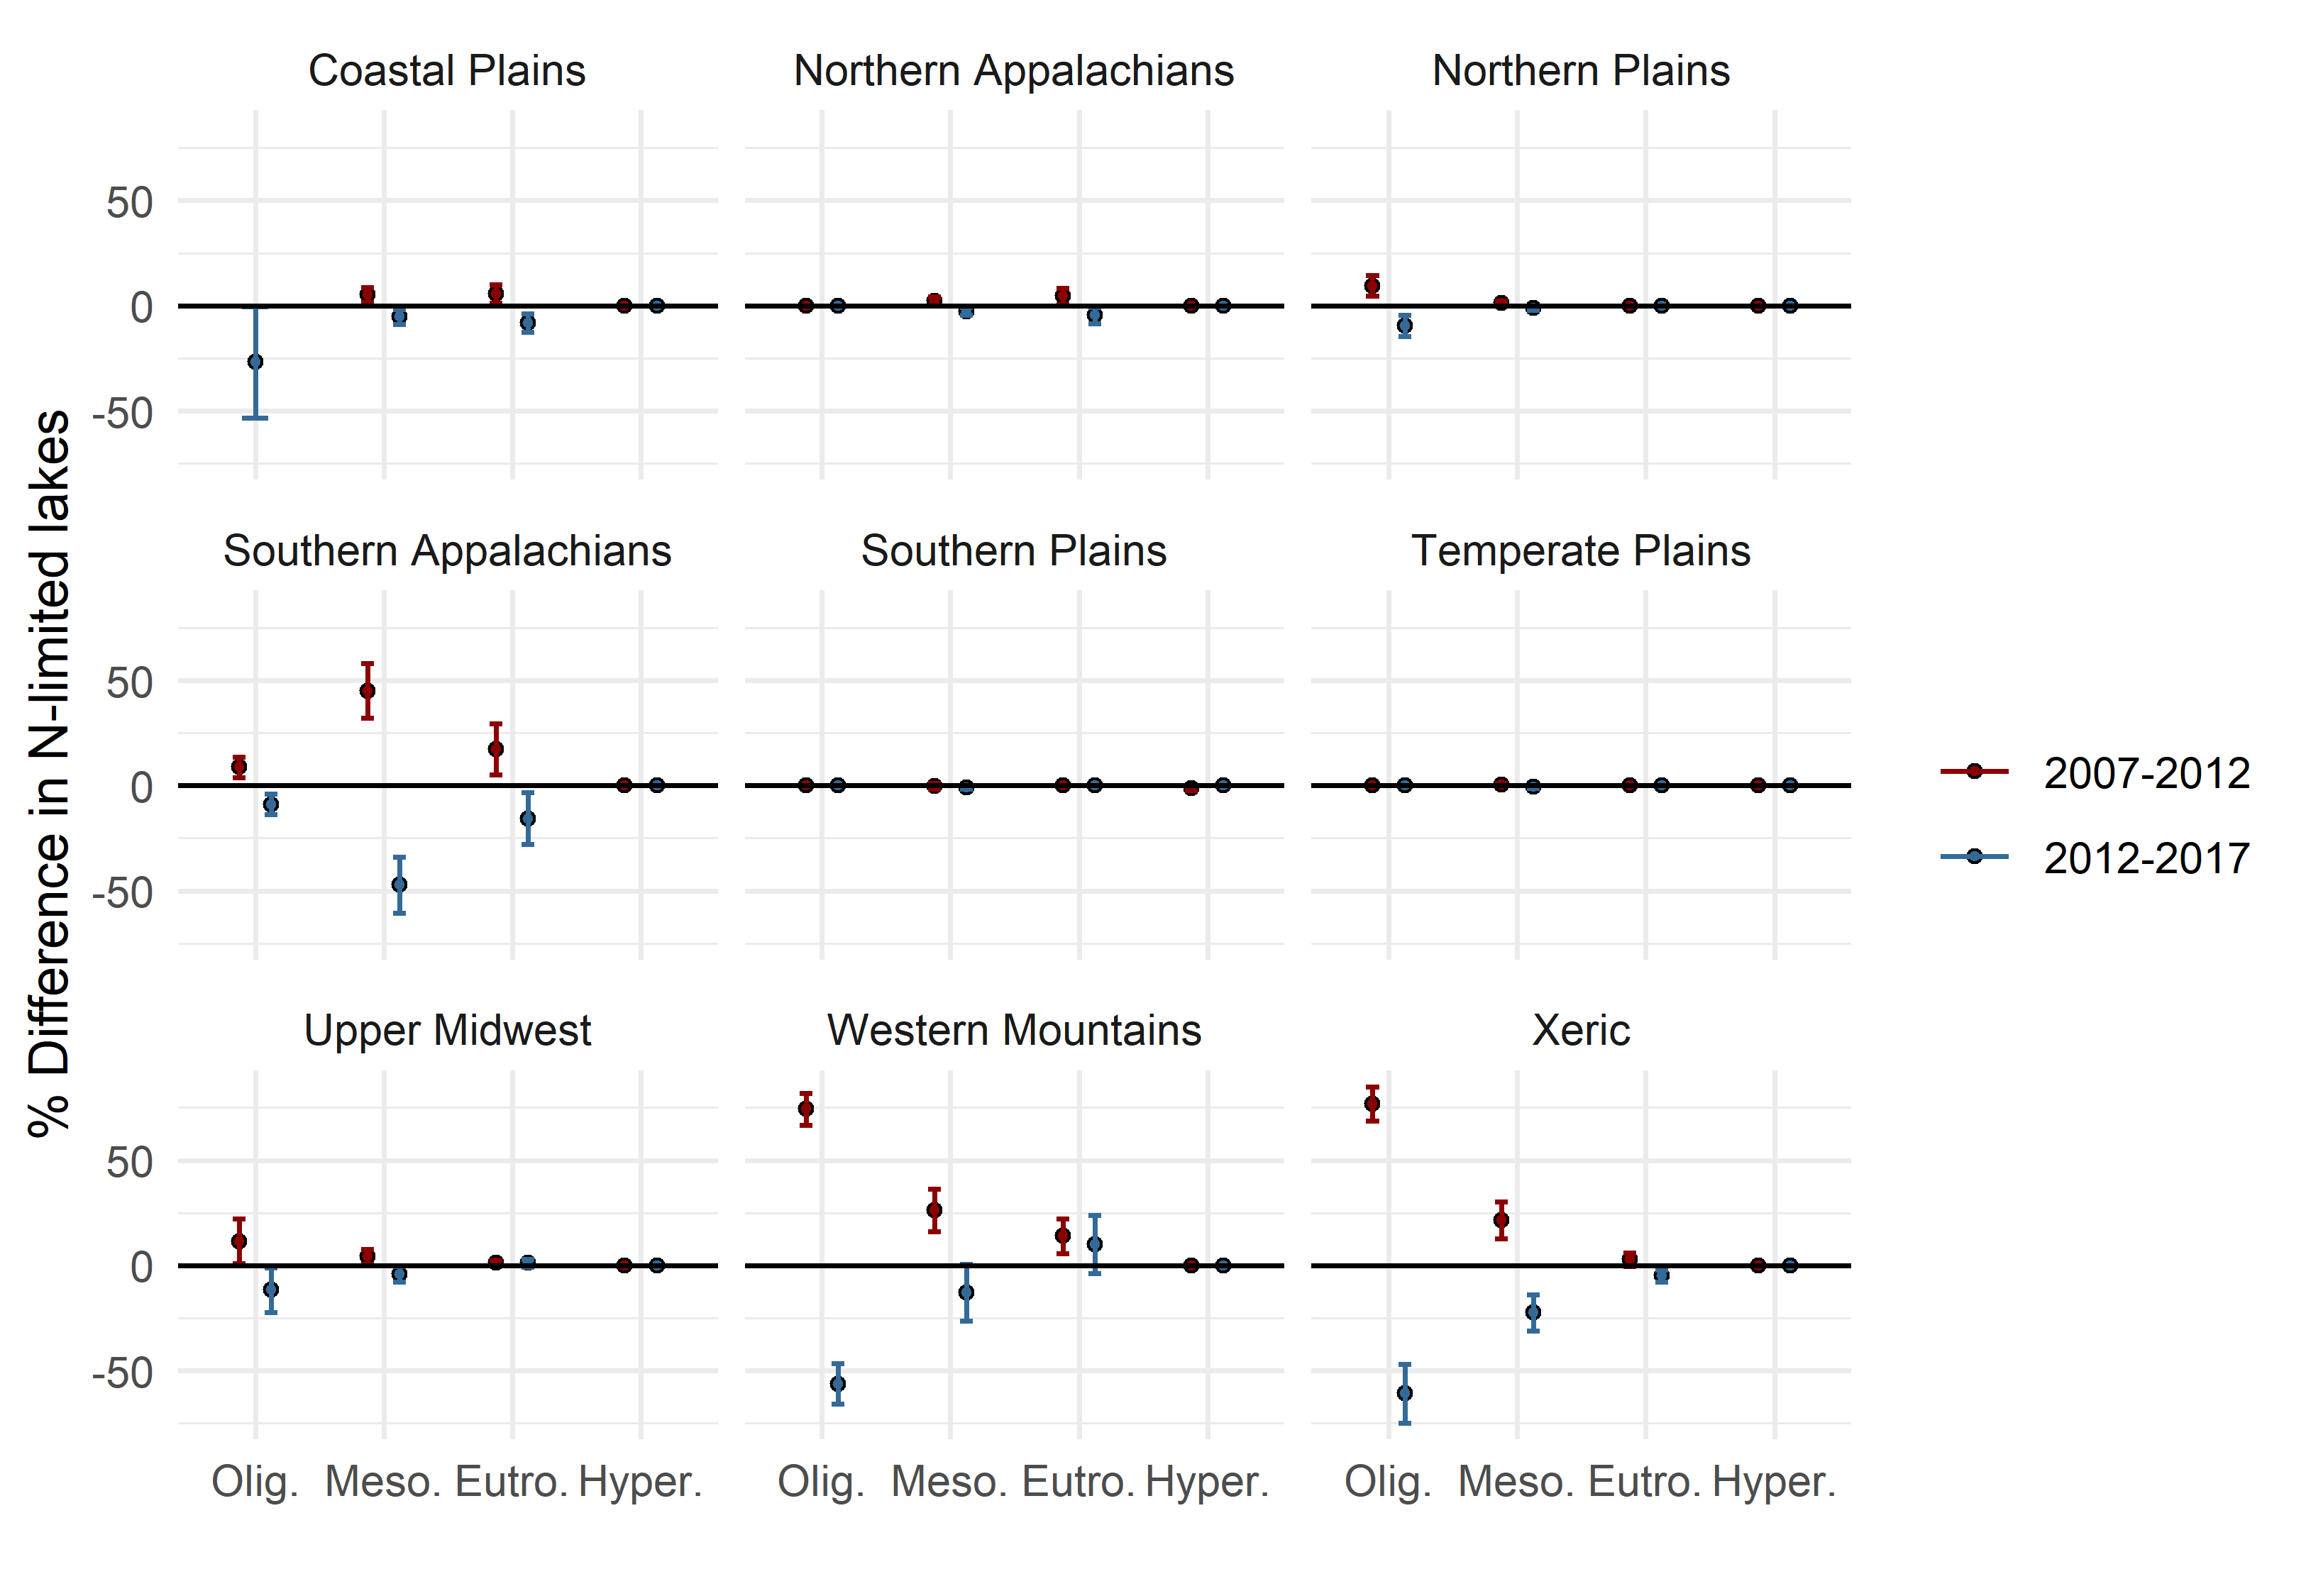 Coastal Plains
Northern Appalachians
Northern Plains
50
0
-50
Southern Appalachians
Southern Plains
Temperate Plains
50
0
-50
Upper Midwest
Western Mountains
Xeric
50
0
-50
Olig. Meso. Eutro. Hyper.
Olig. Meso. Eutro. Hyper.
Olig. Meso. Eutro. Hyper.
% Difference in N-limited lakes
2007-2012
2012-2017